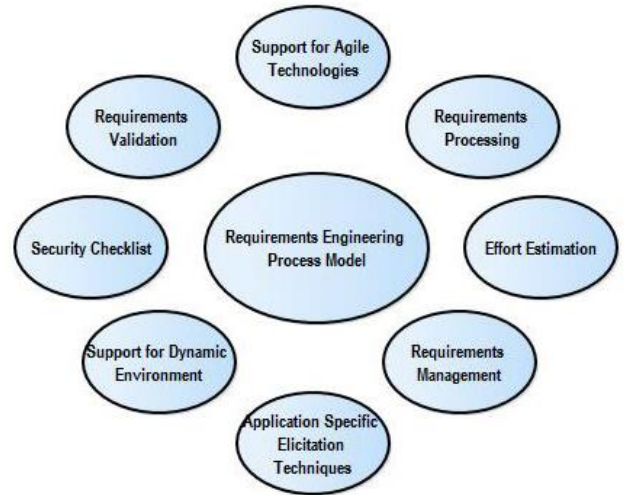 Support for Agile
Technologies
Requirements
Validation
Requirements
Processing
Security Checklist
Requirements Engineering
Process Model
Effort Estimation
Support for Dynamic
Environment
Requirements
Management
Application Specific
Elicitation
Techniques